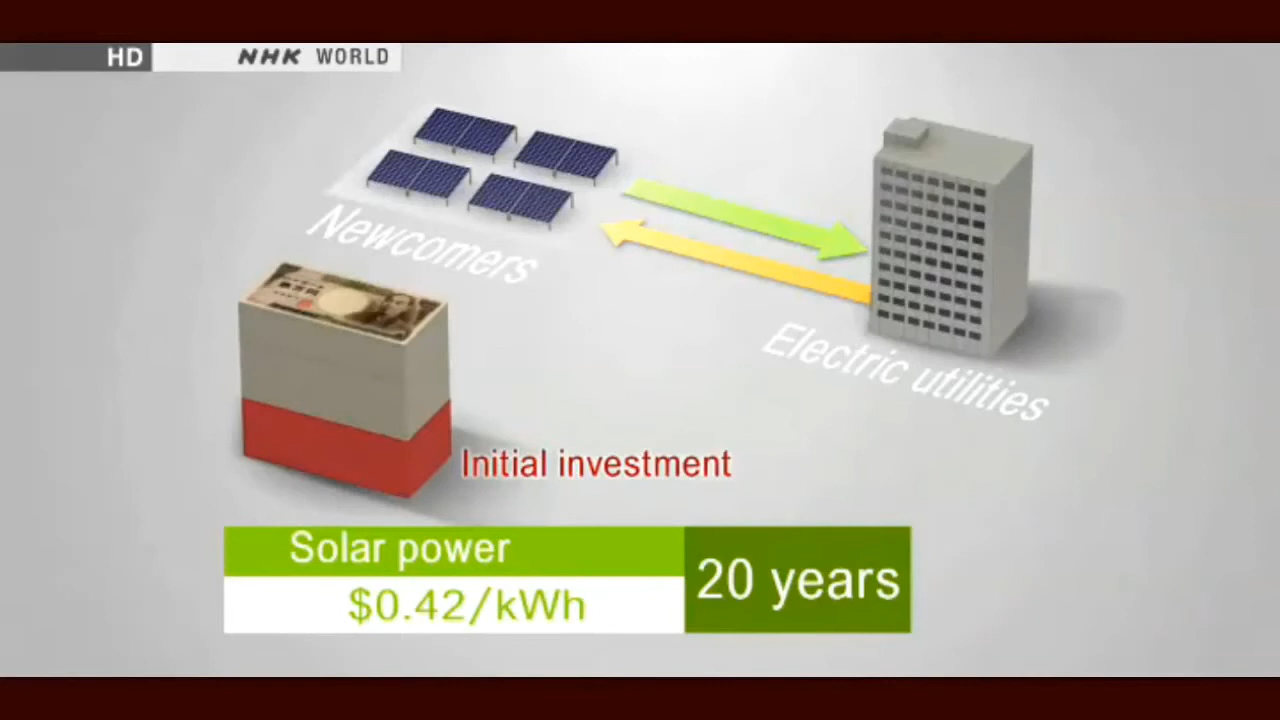 HD
NHK WORLD
Newcomers
Electric utilities
Initial investment
Solar power
$0.42/kWh
20 years